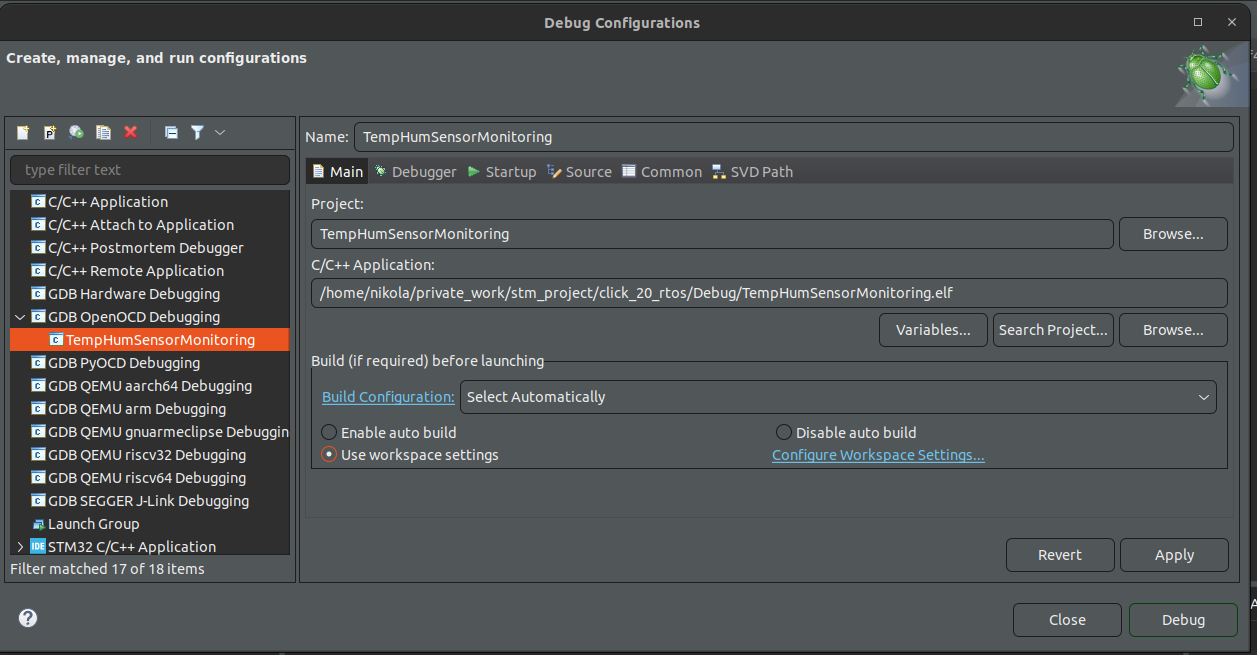 Debug Configurations
Create, manage, and run configurations
type filter text
C/C++ Application
C/C++ Attach to Application
C/C++ Postmortem Debugger
C/C++ Remote Application
GDB Hardware Debugging
GDB OpenOCD Debugging
TempHumSensorMonitoring
GDB PyOCD Debugging
GDB QEMU aarch64 Debugging
GDB QEMU arm Debugging
GDB QEMU gnuarmeclipse Debuggin
GDB QEMU riscv32 Debugging
GDB QEMU riscv64 Debugging
GDB SEGGER J-Link Debugging
Launch Group
IDE STM32 C/C++ Application
Filter matched 17 of 18 items
Name: TempHumSensorMonitoring
Main Debugger Startup Source Common SVD Path
Project:
TempHumSensorMonitoring Browse...
C/C++ Application:
/home/nikola/private_work/stm_project/click_20_rtos/Debug/TempHumSensorMonitoring.elf
Variables... Search Project... Browse...
Build (if required) before launching
Build Configuration: Select Automatically
Enable auto build Disable auto build
Use workspace settings Configure Workspace Settings...
Revert Apply
Close Debug